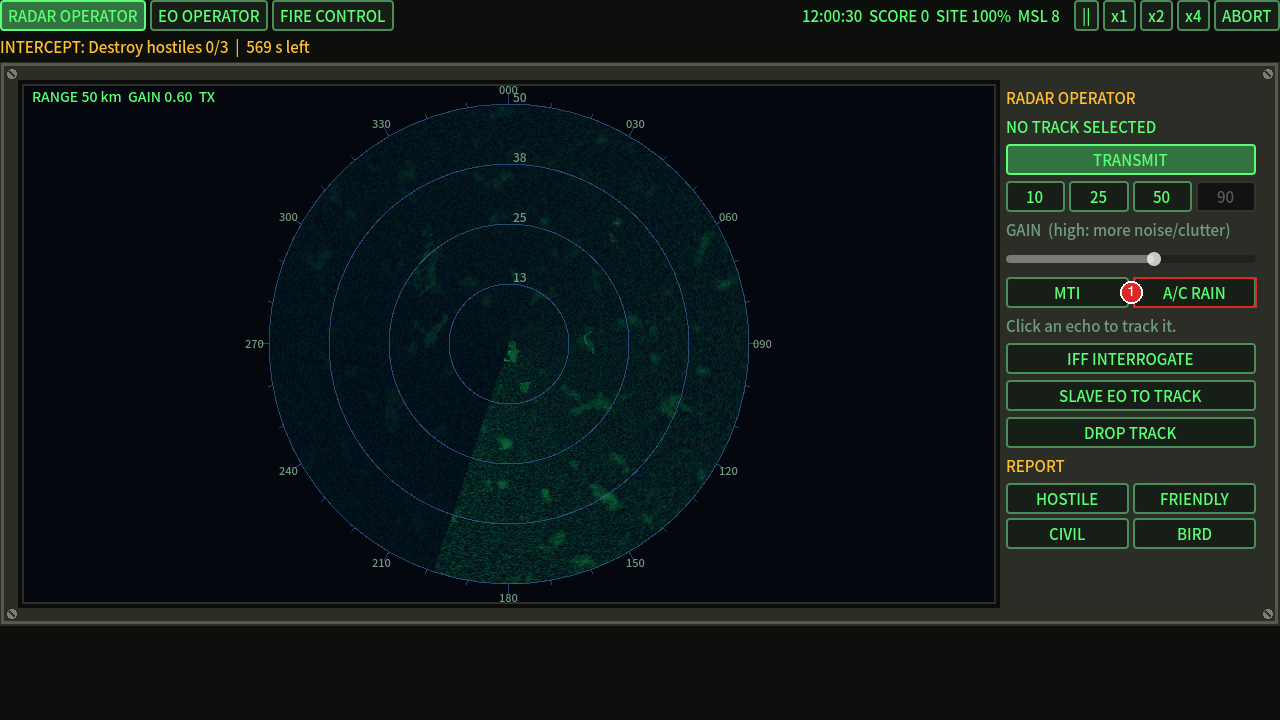 RADAR OPERATOR EO OPERATOR FIRE CONTROL 12:00:30 SCORE 0 SITE 100% MSL 8 || x1 x2 x4 ABORT
INTERCEPT: Destroy hostiles 0/3 | 569 s left
RANGE 50 km GAIN 0.60 TX
000
50
330
030
38
300
060
25
13
270
090
240
120
210
150
180
RADAR OPERATOR
NO TRACK SELECTED
TRANSMIT
10 25 50 90
GAIN (high: more noise/clutter)
MTI 1 A/C RAIN
Click an echo to track it.
IFF INTERROGATE
SLAVE EO TO TRACK
DROP TRACK
REPORT
HOSTILE FRIENDLY
CIVIL BIRD